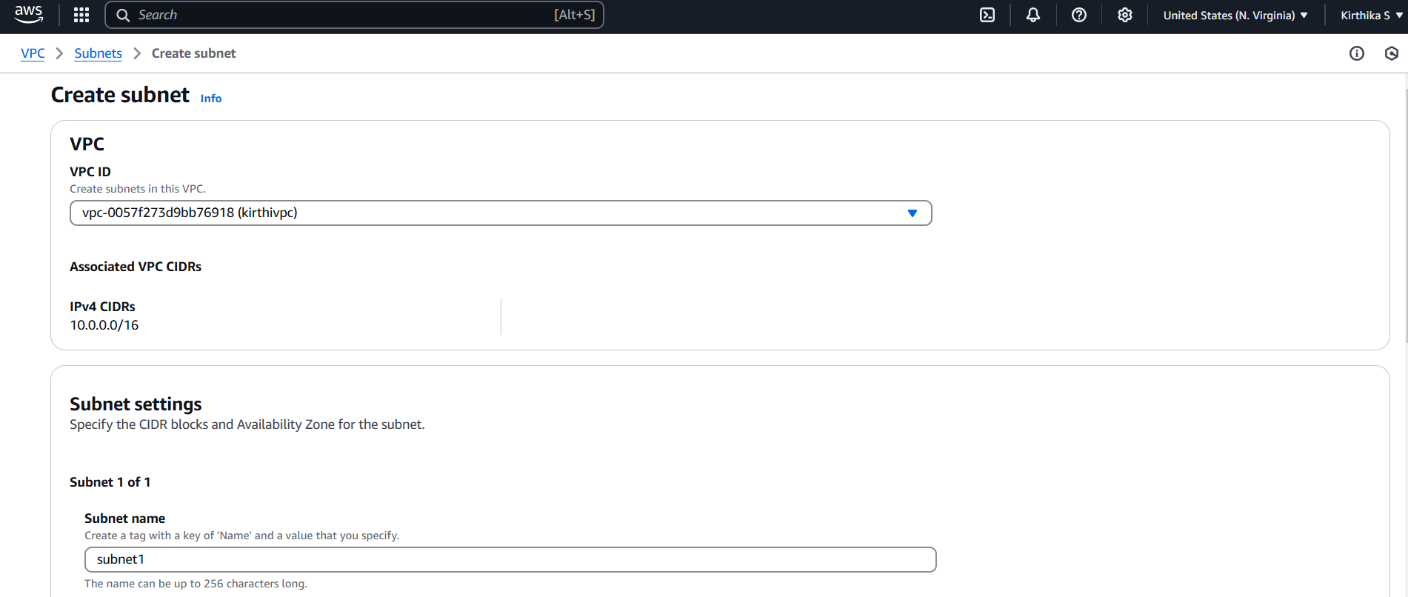 aws Search [Alt+S] United States (N. Virginia) Kirthika S
VPC Subnets Create subnet
Create subnet Info
VPC
VPC ID
Create subnets in this VPC.
vpc-0057f273d9bb76918 (kirthivpc)
Associated VPC CIDRs
IPv4 CIDRs
10.0.0.0/16
Subnet settings
Specify the CIDR blocks and Availability Zone for the subnet.
Subnet 1 of 1
Subnet name
Create a tag with a key of 'Name' and a value that you specify.
subnet1
The name can be up to 256 characters long.